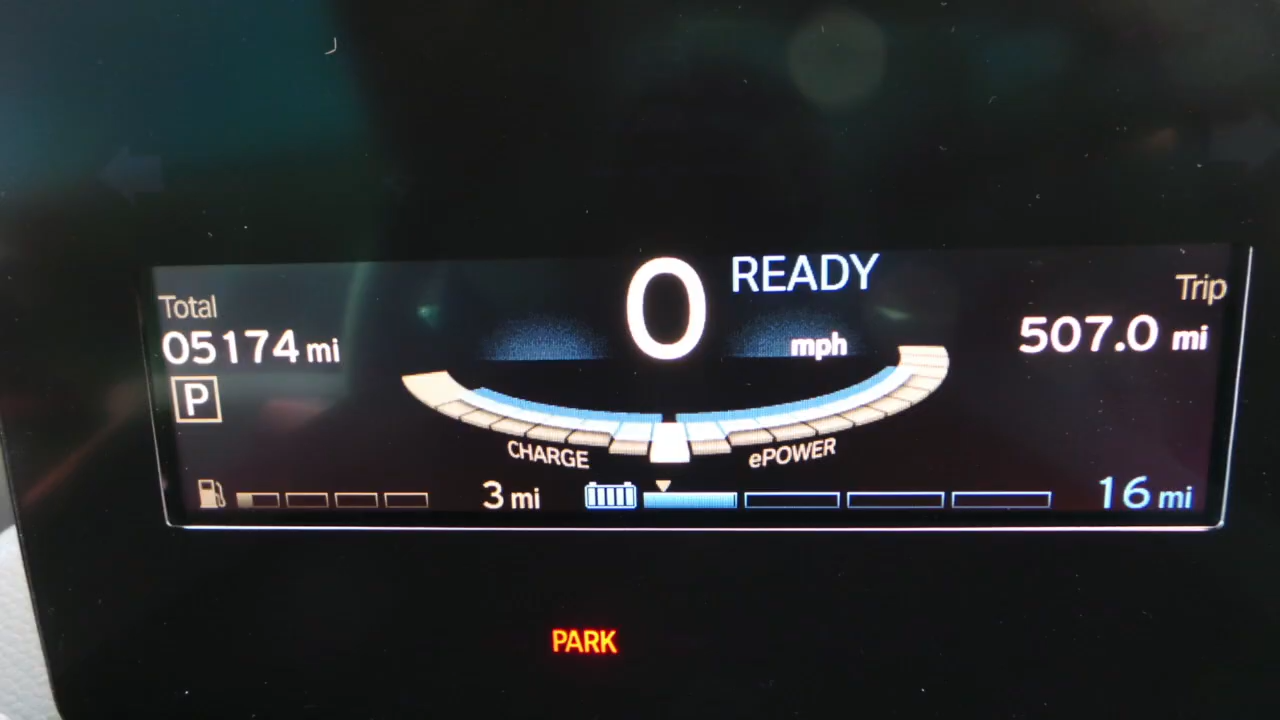 0 READY
mph
Total
05174 mi
P
Trip
507.0 mi
CHARGE
ePOWER
3 mi
16 mi
PARK